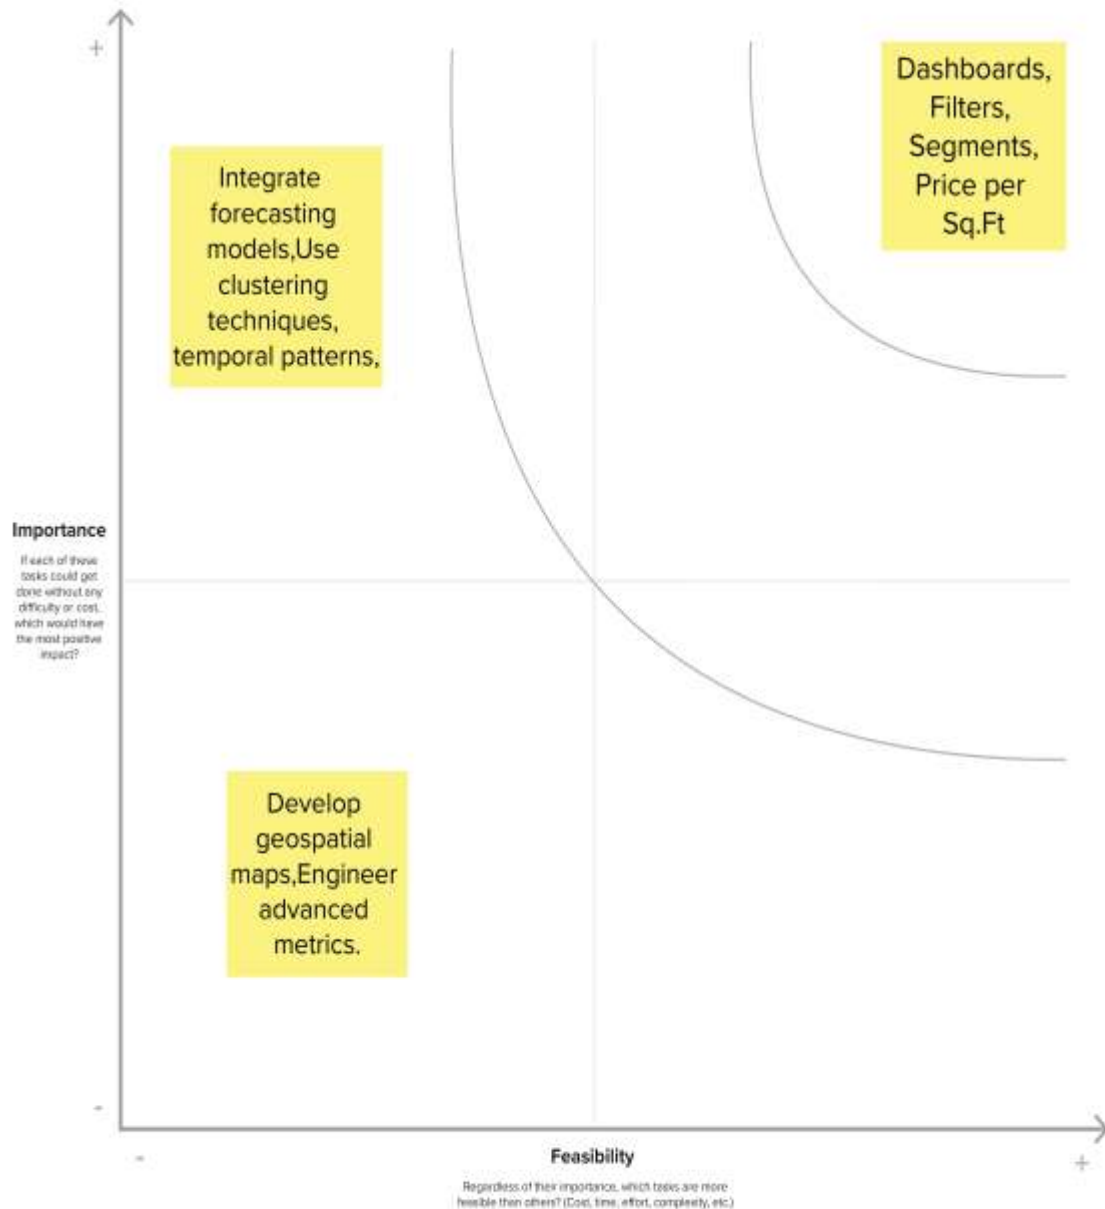 +
Dashboards,
Filters,
Segments,
Price per
Sq.Ft
Integrate
forecasting
models,Use
clustering
techniques,
temporal patterns,
Importance
If each of these
tasks could get
done without any
difficulty or cost,
which would have
the most positive
impact?
Develop
geospatial
maps,Engineer
advanced
metrics.
-
-
Feasibility
+
Regardless of their importance, which tasks are more
feasible than others? (Cost, time, effort, complexity, etc.)